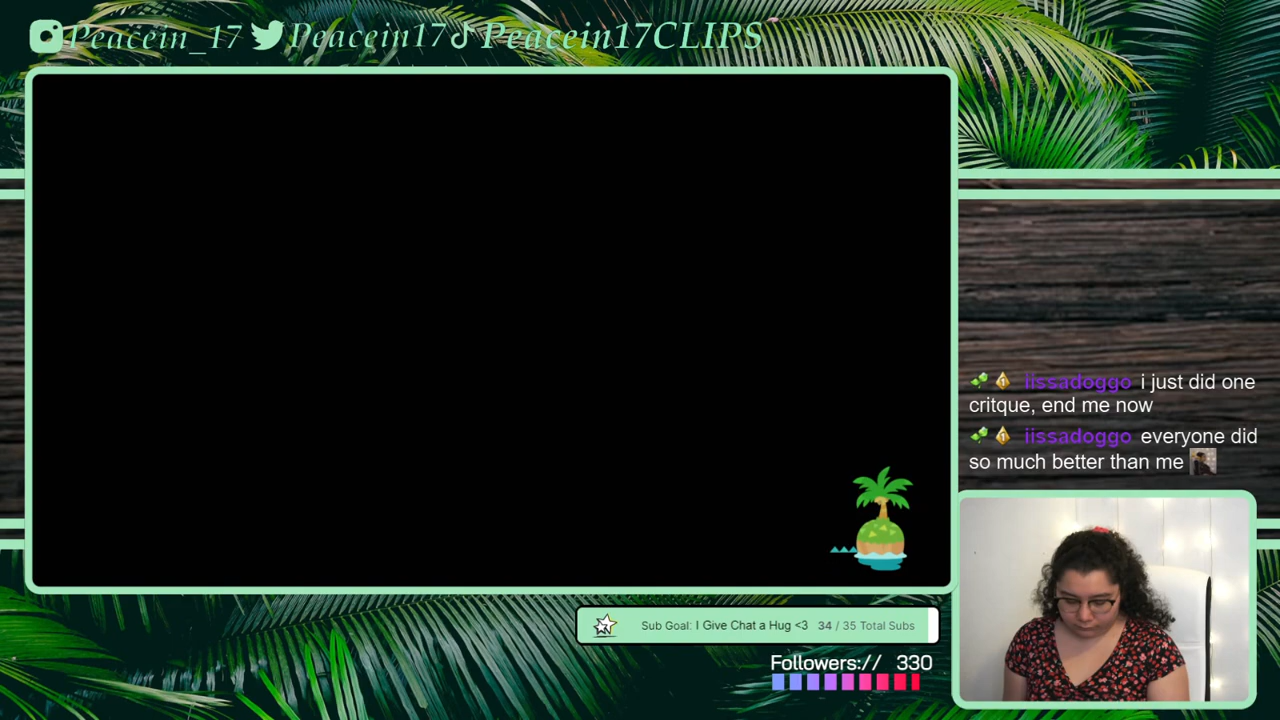 Peacein_17 Peacein17 Peacein17CLIPS
iissadoggo i just did one
critque, end me now
iissadoggo everyone did
so much better than me
Sub Goal: I Give Chat a Hug <3 34 / 35 Total Subs
Followers:// 330